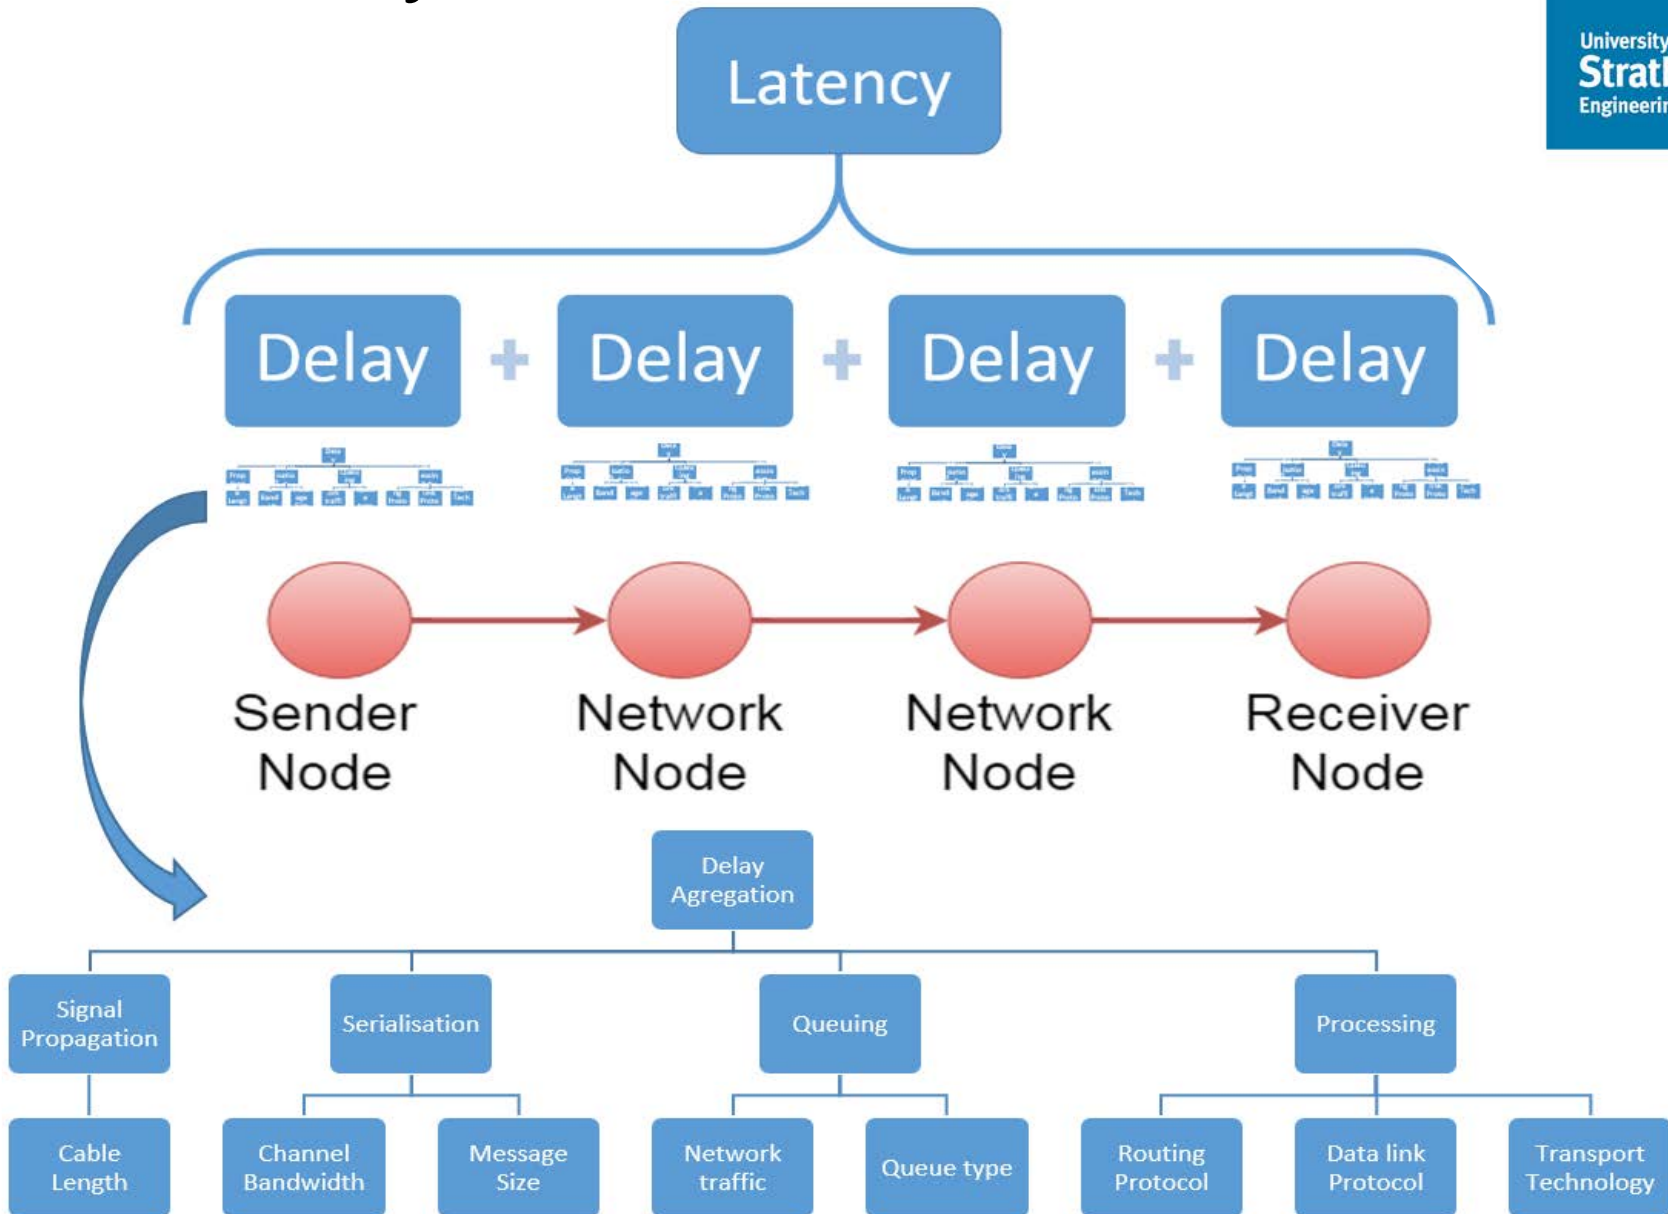 University
Strath
Engineerin
Latency
Delay + Delay + Delay + Delay
Sender
Node
Network
Node
Network
Node
Receiver
Node
Delay
Agregation
Signal
Propagation
Serialisation
Queuing
Processing
Cable
Length
Channel
Bandwidth
Message
Size
Network
traffic
Queue type
Routing
Protocol
Data link
Protocol
Transport
Technology